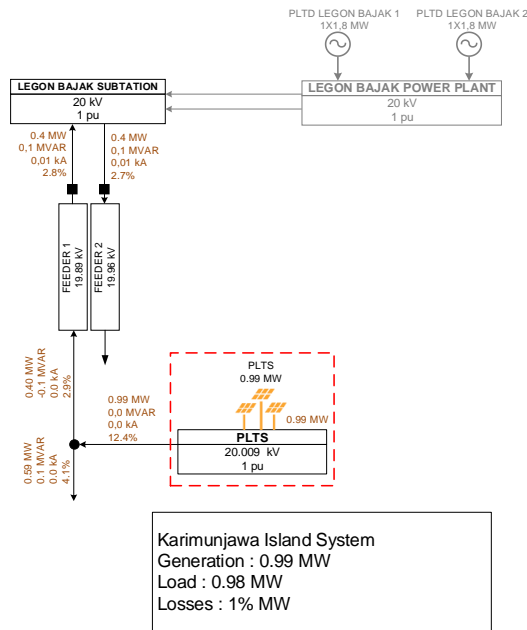 PLTD LEGON BAJAK 1
1X1,8 MW
PLTD LEGON BAJAK 2
1X1,8 MW
LEGON BAJAK SUBTATION
20 kV
1 pu
LEGON BAJAK POWER PLANT
20 kV
1 pu
0.4 MW
0,1 MVAR
0,01 kA
2.8%
0.4 MW
0,1 MVAR
0,01 kA
2.7%
FEEDER 1
19.89 kV
FEEDER 2
19.96 kV
0.40 MW
-0.1 MVAR
0.0 kA
2.9%
0.99 MW
0,0 MVAR
0,0 kA
12.4%
PLTS
0.99 MW
0.99 MW
PLTS
20.009 kV
1 pu
0.59 MW
0.1 MVAR
0.0 kA
4.1%
Karimunjawa Island System
Generation : 0.99 MW
Load : 0.98 MW
Losses : 1% MW